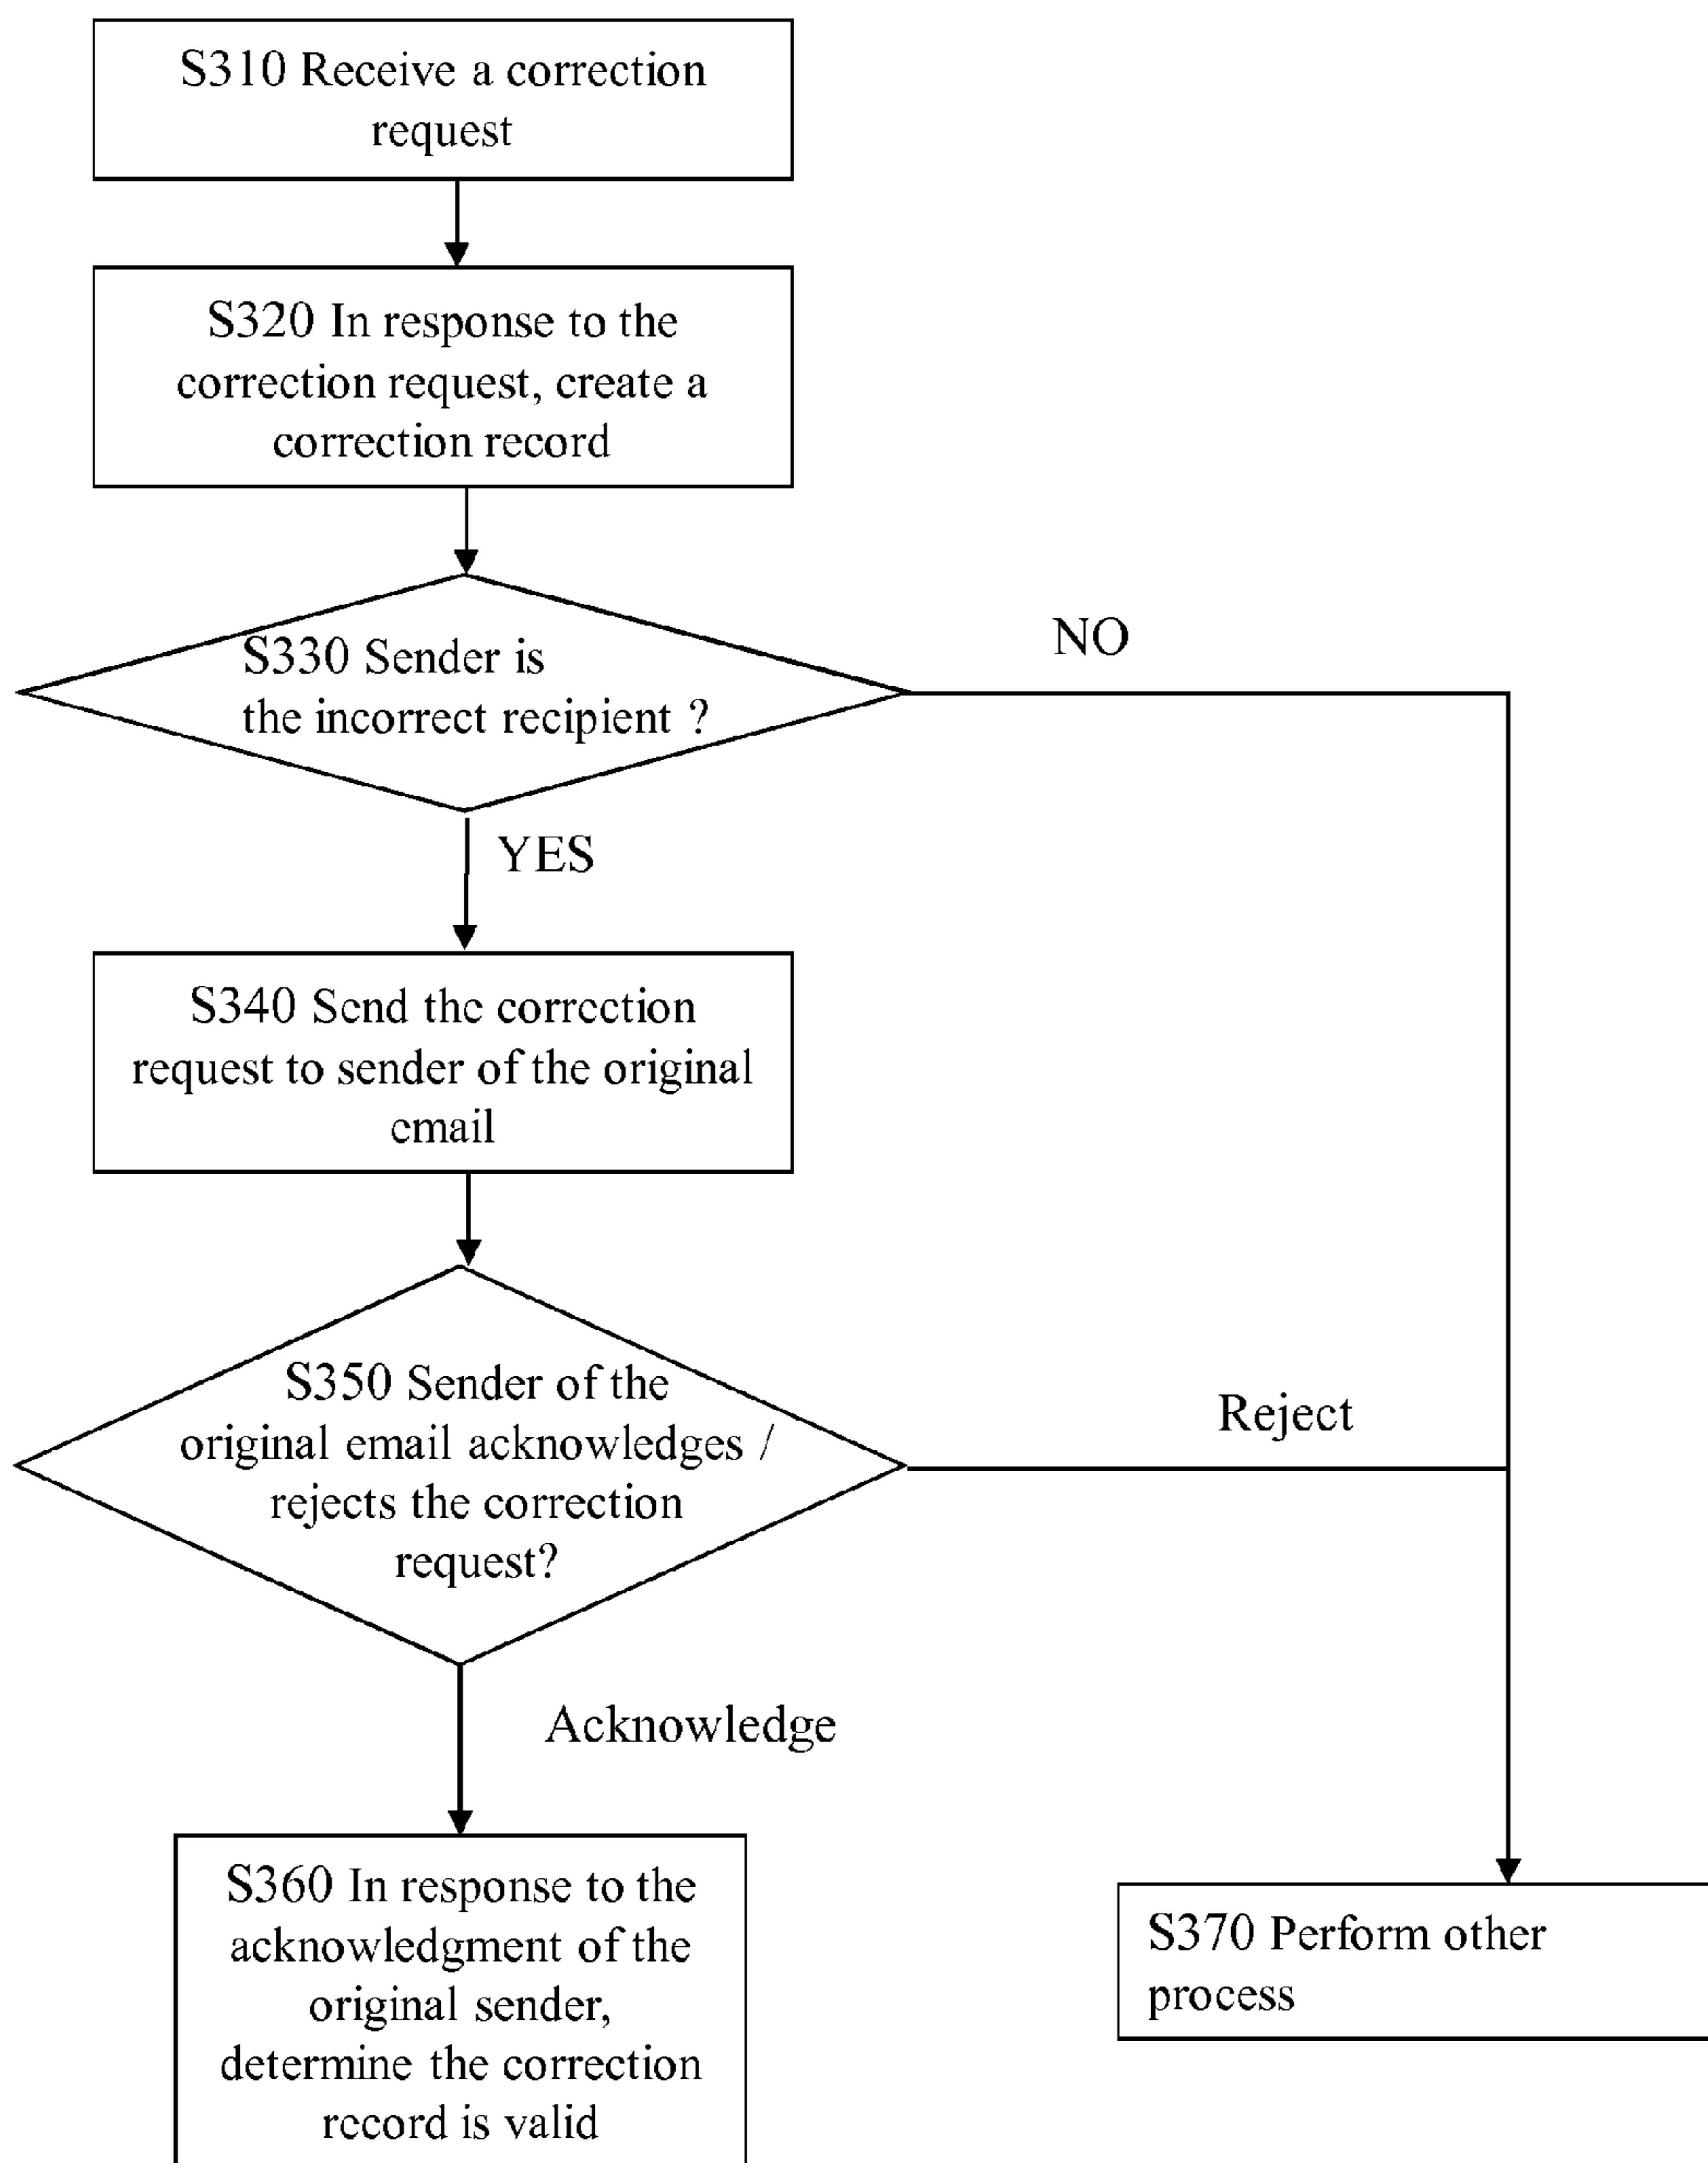 S310 Receive a correction
request
S320 In response to the
correction request, create a
correction record
S330 Sender is
the incorrect recipient ?
NO
YES
S340 Send the correction
request to sender of the original
email
S350 Sender of the
original email acknowledges /
rejects the correction
request?
Reject
Acknowledge
S360 In response to the
acknowledgment of the
original sender,
determine the correction
record is valid
S370 Perform other
process